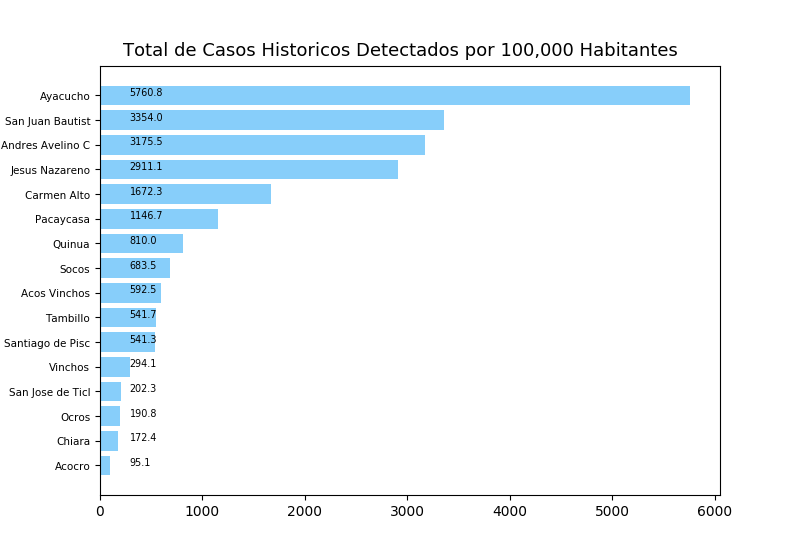 Total de Casos Historicos Detectados por 100,000 Habitantes
Ayacucho 5760.8
San Juan Bautist 3354.0
Andres Avelino C 3175.5
Jesus Nazareno 2911.1
Carmen Alto 1672.3
Pacaycasa 1146.7
Quinua 810.0
Socos 683.5
Acos Vinchos 592.5
Tambillo 541.7
Santiago de Pisc 541.3
Vinchos 294.1
San Jose de Ticl 202.3
Ocros 190.8
Chiara 172.4
Acocro 95.1
0 1000 2000 3000 4000 5000 6000